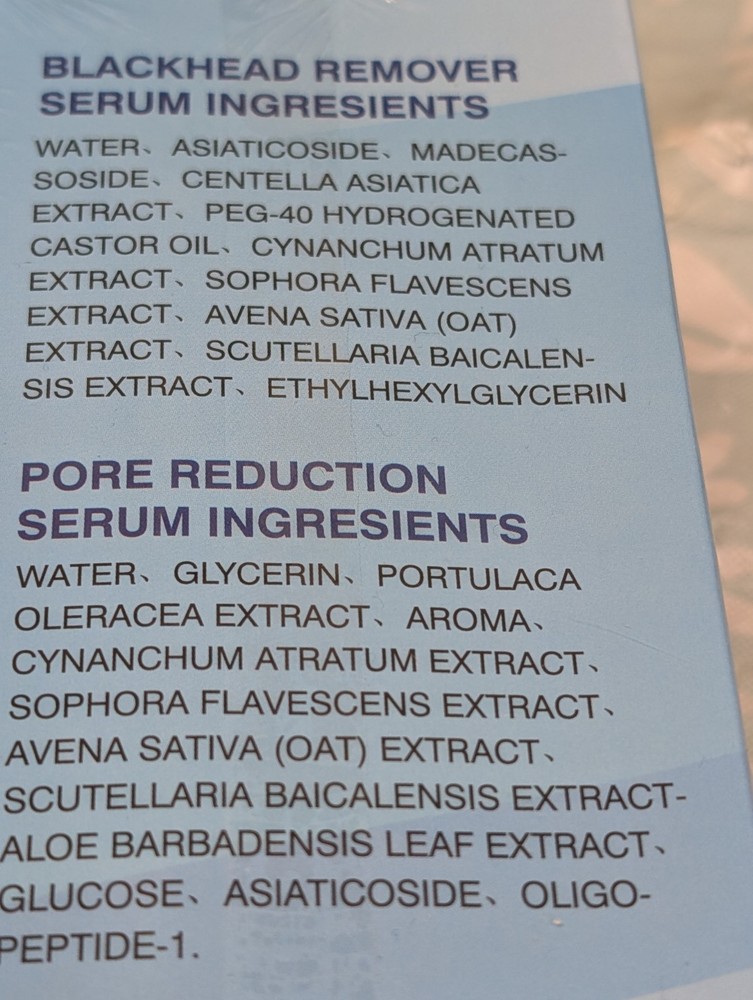 BLACKHEAD REMOVER
SERUM INGRESIENTS
WATER、ASIATICOSIDE、MADECAS-
SOSIDE、CENTELLA ASIATICA
EXTRACT、PEG-40 HYDROGENATED
CASTOR OIL、CYNANCHUM ATRATUM
EXTRACT、SOPHORA FLAVESCENS
EXTRACT、AVENA SATIVA (OAT)
EXTRACT、SCUTELLARIA BAICALEN-
SIS EXTRACT、ETHYLHEXYLGLYCERIN
PORE REDUCTION
SERUM INGRESIENTS
WATER、GLYCERIN、PORTULACA
OLERACEA EXTRACT、AROMA、
CYNANCHUM ATRATUM EXTRACT、
SOPHORA FLAVESCENS EXTRACT、
AVENA SATIVA (OAT) EXTRACT、
SCUTELLARIA BAICALENSIS EXTRACT-
ALOE BARBADENSIS LEAF EXTRACT、
GLUCOSE、ASIATICOSIDE、OLIGO-
PEPTIDE-1.